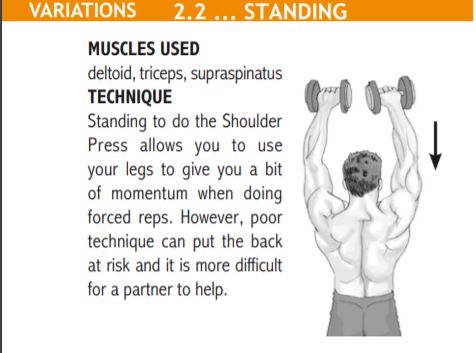 VARIATIONS 2.2 ... STANDING
MUSCLES USED
deltoid, triceps, supraspinatus
TECHNIQUE
Standing to do the Shoulder
Press allows you to use
your legs to give you a bit
of momentum when doing
forced reps. However, poor
technique can put the back
at risk and it is more difficult
for a partner to help.